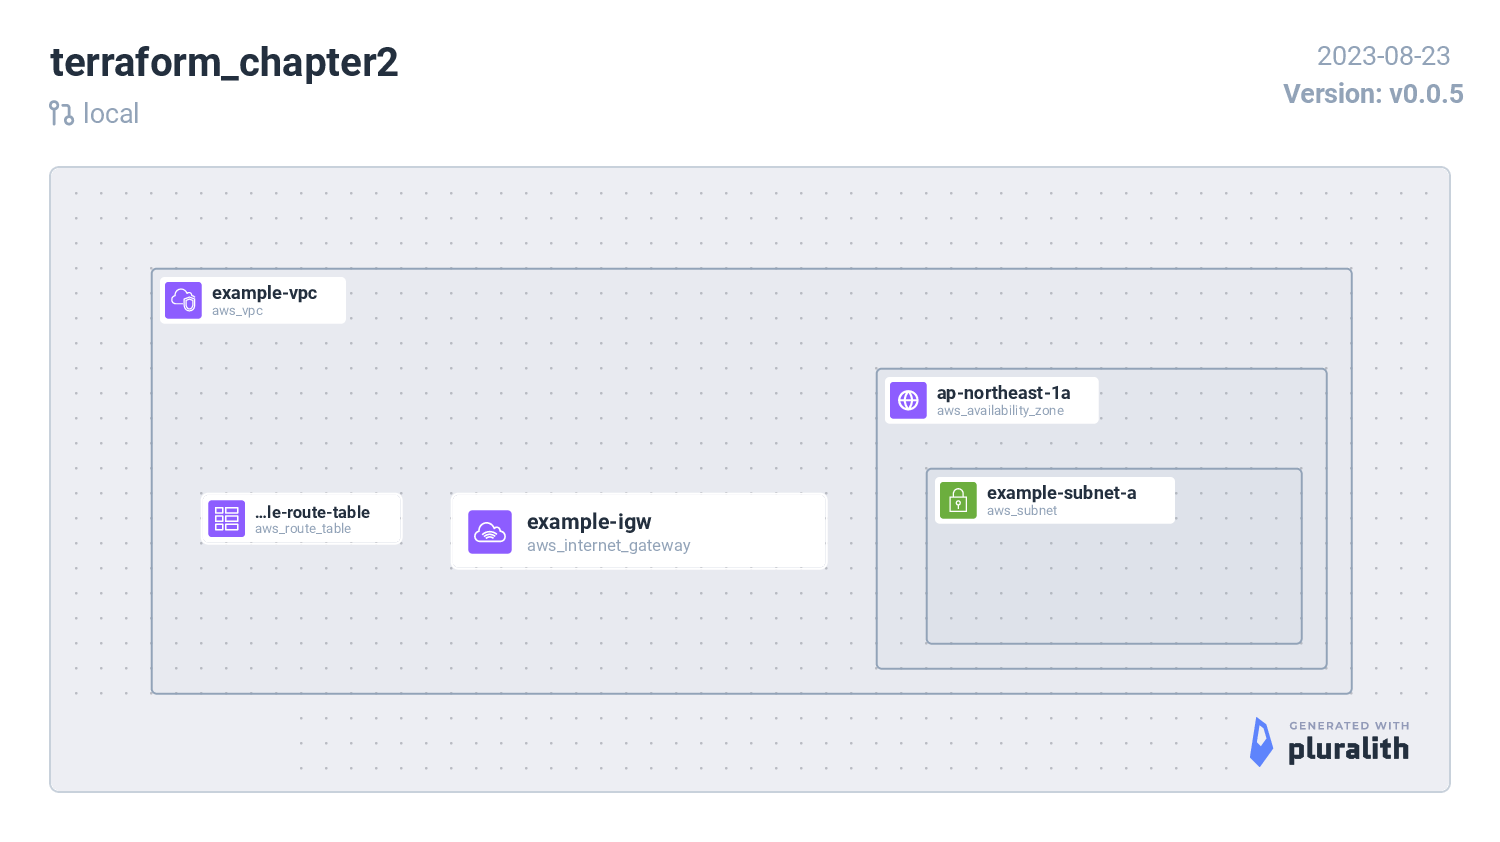 terraform_chapter2
local
2023-08-23
Version: v0.0.5
example-vpc
aws_vpc
ap-northeast-1a
aws_availability_zone
example-subnet-a
aws_subnet
...le-route-table
aws_route_table
example-igw
aws_internet_gateway
GENERATED WITH
pluralith